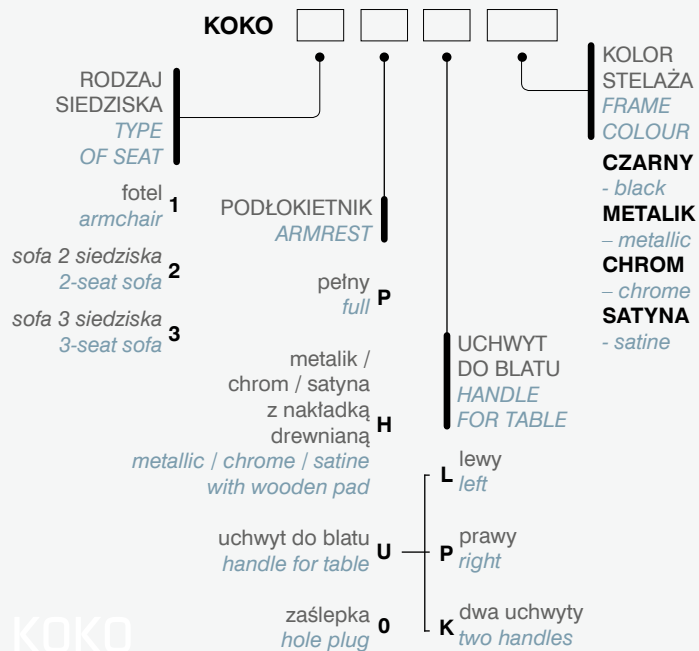 KOKO
RODZAJ
SIEDZISKA
TYPE
OF SEAT
fotel
armchair
1
sofa 2 siedziska
2-seat sofa
2
sofa 3 siedziska
3-seat sofa
3
PODŁOKIETNIK
ARMREST
pełny
full
P
metalik /
chrom / satyna
z nakładką
drewnianą
metallic / chrome / satine
with wooden pad
H
uchwyt do blatu
handle for table
U
zaślepka
hole plug
0
UCHWYT
DO BLATU
HANDLE
FOR TABLE
L
lewy
left
P
prawy
right
K
dwa uchwyty
two handles
KOLOR
STELAŻA
FRAME
COLOUR
CZARNY
- black
METALIK
– metallic
CHROM
– chrome
SATYNA
- satine
KOKO